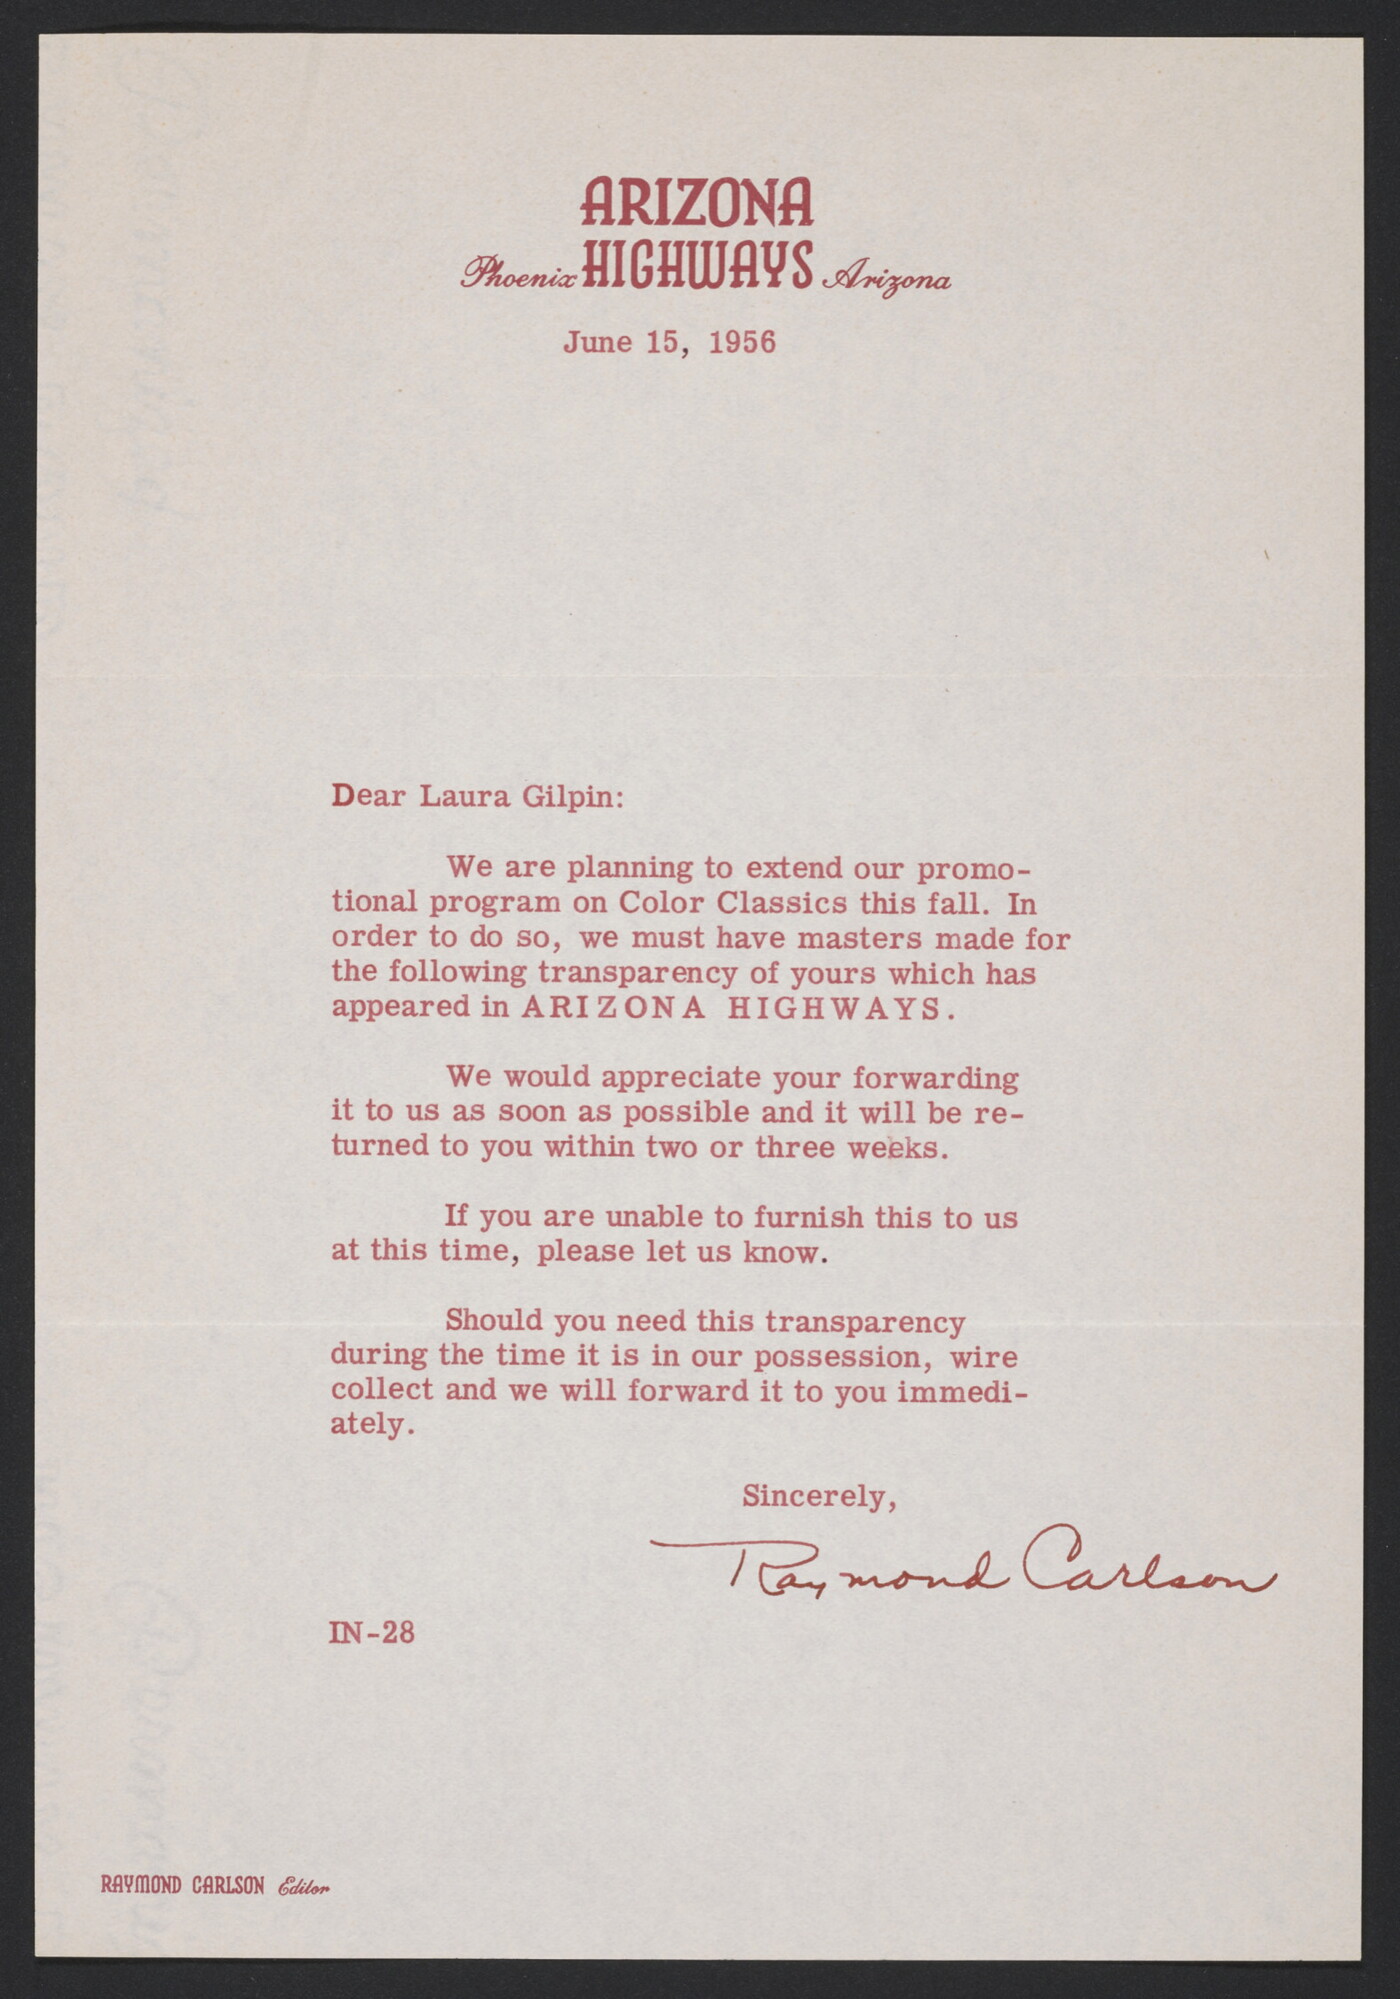 ARIZONA
Phoenix HIGHWAYS Arizona
June 15, 1956
Dear Laura Gilpin:
We are planning to extend our promo-
tional program on Color Classics this fall. In
order to do so, we must have masters made for
the following transparency of yours which has
appeared in ARIZONA HIGHWAYS.
We would appreciate your forwarding
it to us as soon as possible and it will be re-
turned to you within two or three weeks.
If you are unable to furnish this to us
at this time, please let us know.
Should you need this transparency
during the time it is in our possession, wire
collect and we will forward it to you immedi-
ately.
Sincerely,
Raymond Carlson
IN-28
RAYMOND CARLSON Editor